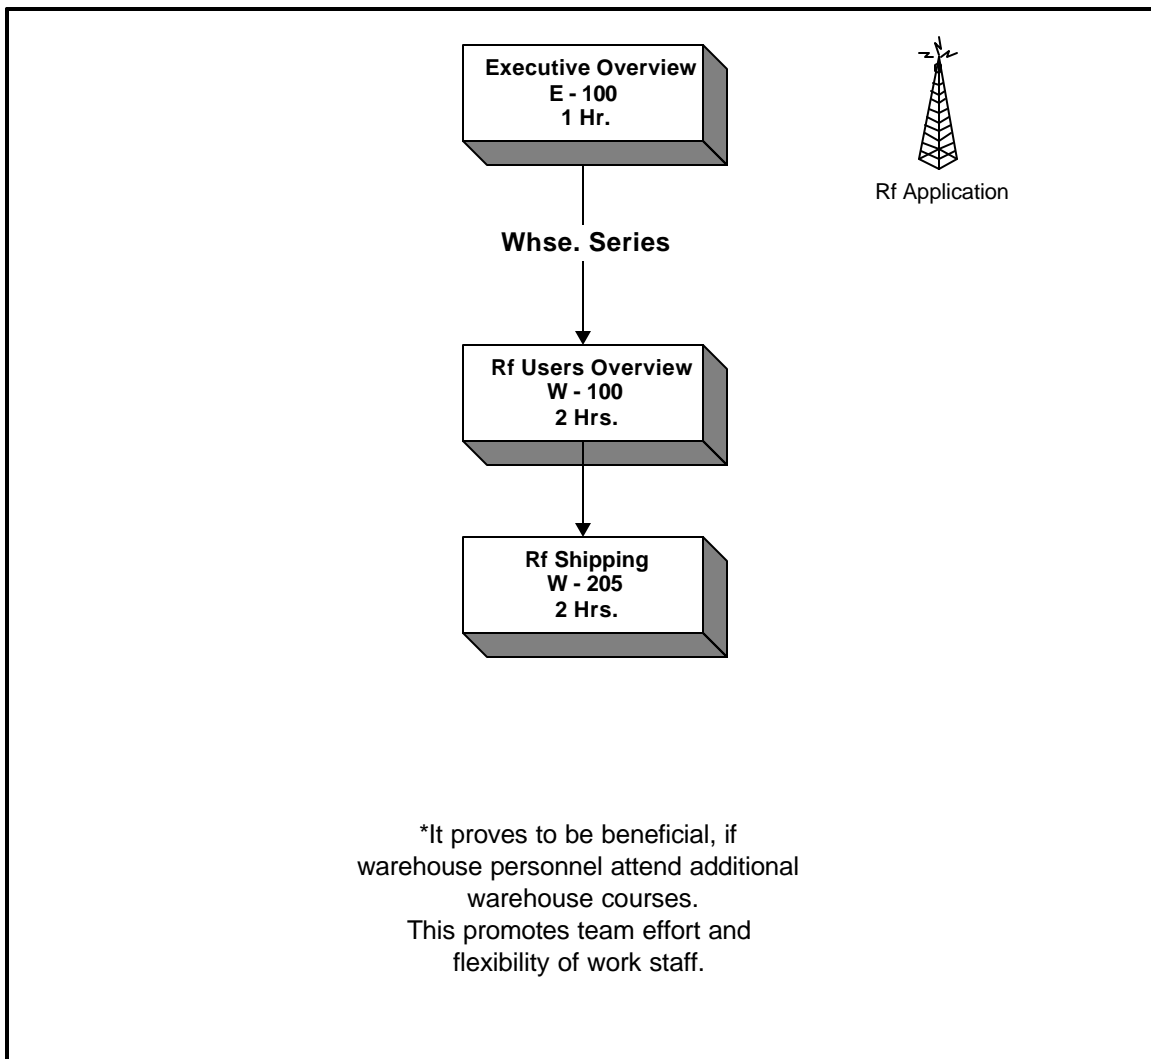 Executive Overview
E - 100
1 Hr.
Rf Application
Whse. Series
Rf Users Overview
W - 100
2 Hrs.
Rf Shipping
W - 205
2 Hrs.
*It proves to be beneficial, if
warehouse personnel attend additional
warehouse courses.
This promotes team effort and
flexibility of work staff.